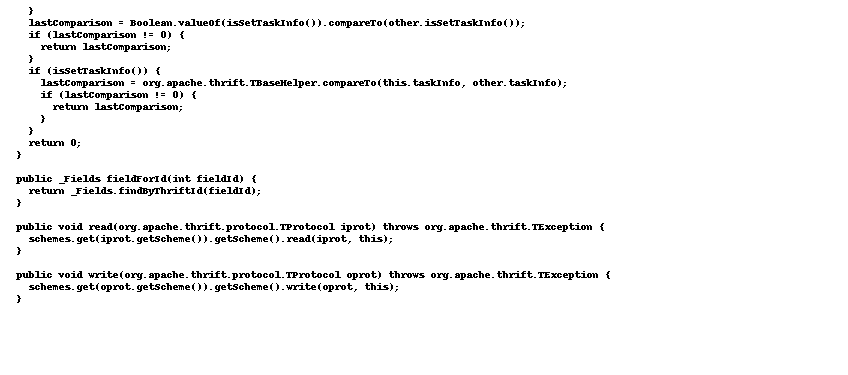 }
    lastComparison = Boolean.valueOf(isSetTaskInfo()).compareTo(other.isSetTaskInfo());
    if (lastComparison != 0) {
      return lastComparison;
    }
    if (isSetTaskInfo()) {
      lastComparison = org.apache.thrift.TBaseHelper.compareTo(this.taskInfo, other.taskInfo);
      if (lastComparison != 0) {
        return lastComparison;
      }
    }
    return 0;
  }

  public _Fields fieldForId(int fieldId) {
    return _Fields.findByThriftId(fieldId);
  }

  public void read(org.apache.thrift.protocol.TProtocol iprot) throws org.apache.thrift.TException {
    schemes.get(iprot.getScheme()).getScheme().read(iprot, this);
  }

  public void write(org.apache.thrift.protocol.TProtocol oprot) throws org.apache.thrift.TException {
    schemes.get(oprot.getScheme()).getScheme().write(oprot, this);
  }